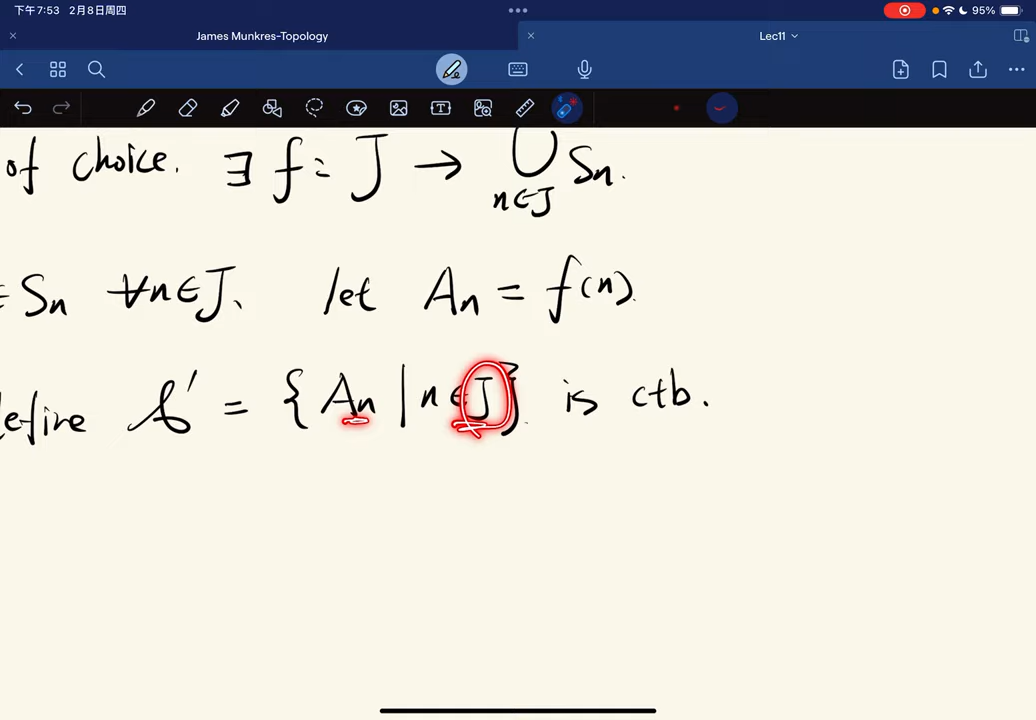 下午7:53 2月8日周四
95%
James Munkres-Topology
Lec11
of choice. ∃ f: J → ⋃ Sn.
n∈J
∈ Sn ∀n∈J, let An = f(n).
efine 𝒜′ = {An | n∈J} is ctb.